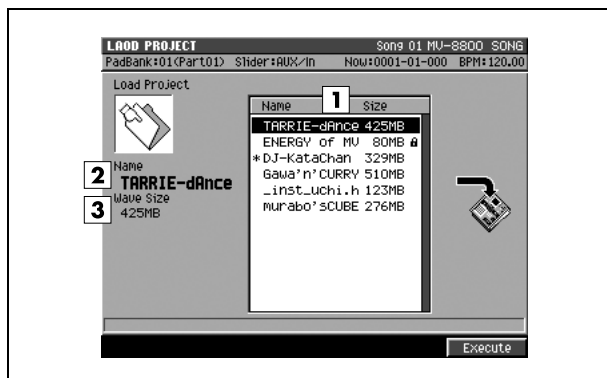 LAOD PROJECT Song 01 MV-8800 SONG
PadBank:01(Part01) Slider:AUX/In Now:0001-01-000 BPM:120.00
Load Project
Name 1 Size
TARRIE-dAnce 425MB
ENERGY of MV 80MB
*DJ-KataChan 329MB
Gawa'n'CURRY 510MB
_inst_uchi.h 123MB
murabo'sCUBE 276MB
2 Name
TARRIE-dAnce
3 Wave Size
425MB
Execute